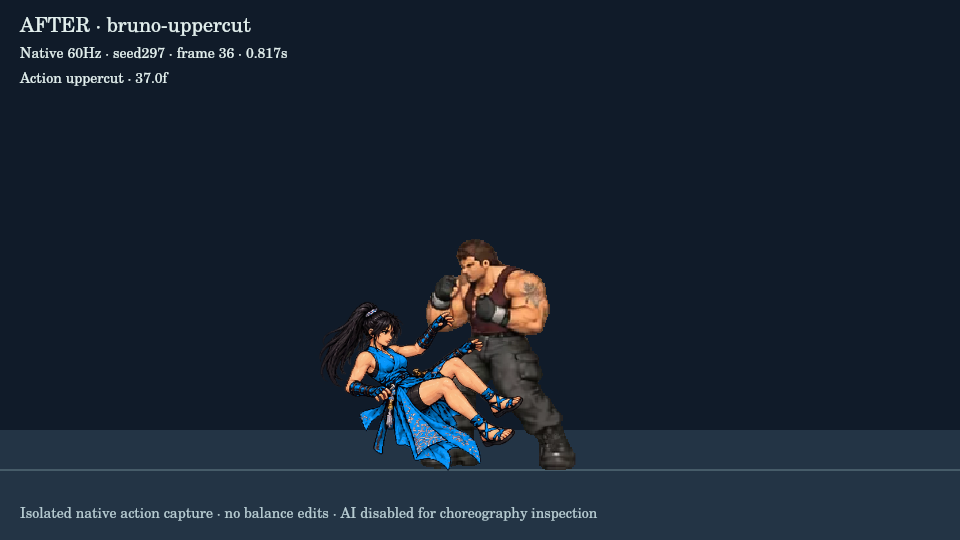 AFTER · bruno-uppercut
Native 60Hz · seed297 · frame 36 · 0.817s
Action uppercut · 37.0f
Isolated native action capture · no balance edits · AI disabled for choreography inspection